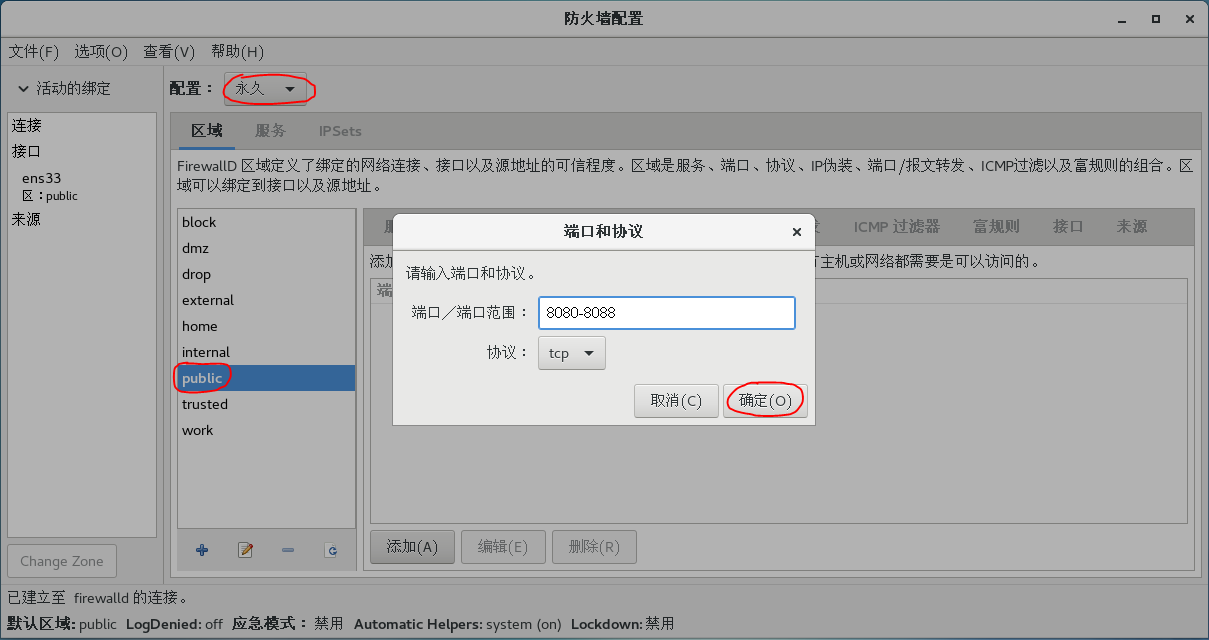 防火墙配置
文件(F) 选项(O) 查看(V) 帮助(H)
活动的绑定
配置： 永久
连接
接口
ens33
区：public
来源
区域 服务 IPSets
FirewallD 区域定义了绑定的网络连接、接口以及源地址的可信程度。区域是服务、端口、协议、IP伪装、端口/报文转发、ICMP过滤以及富规则的组合。区
域可以绑定到接口以及源地址。
block
dmz
drop
external
home
internal
public
trusted
work
ICMP 过滤器 富规则 接口 来源
添加
主机或网络都需要是可以访问的。
端口和协议
请输入端口和协议。
端口／端口范围： 8080-8088
协议： tcp
取消(C) 确定(O)
添加(A) 编辑(E) 删除(R)
Change Zone
已建立至 firewalld 的连接。
默认区域: public LogDenied: off 应急模式： 禁用 Automatic Helpers: system (on) Lockdown: 禁用